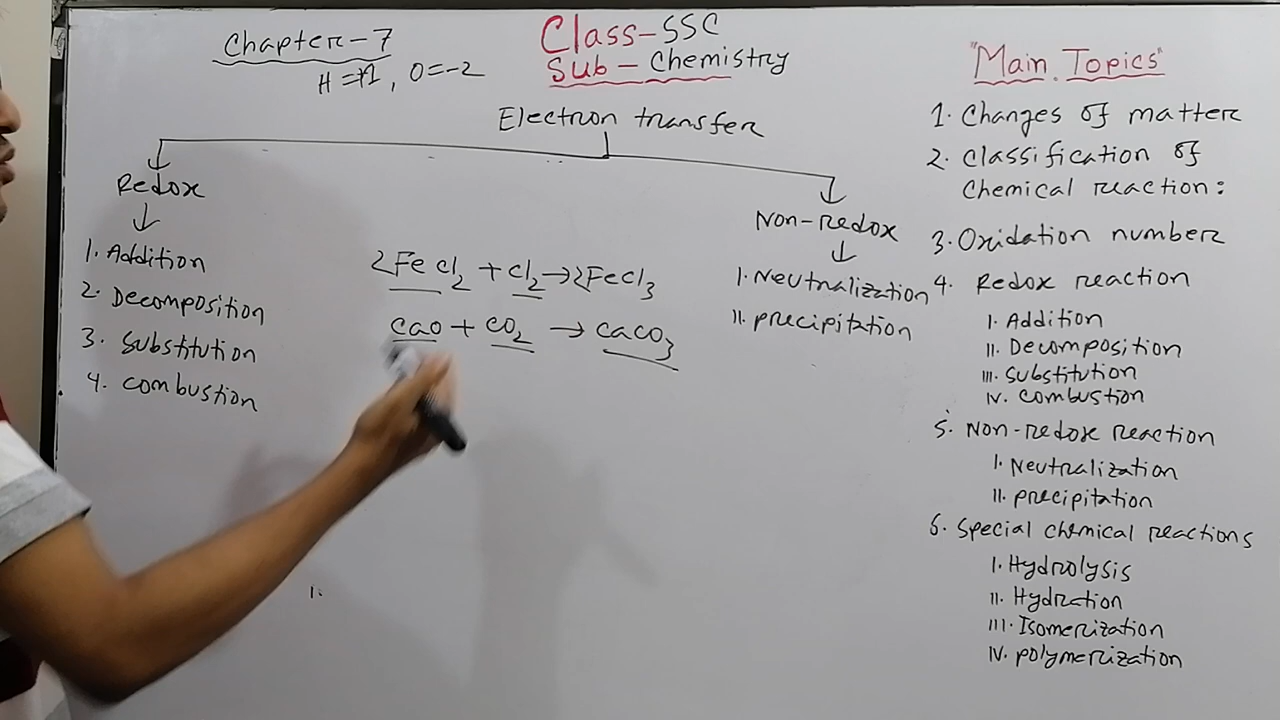 Chapter-7
H=+1, O=-2
Class-SSC
Sub-Chemistry
Electron transfer
Redox
1. Addition
2. Decomposition
3. Substitution
4. combustion
2FeCl2 + Cl2→2FeCl3
CaO + CO2 → CaCO3
Non-Redox
I. Neutralization
II. precipitation
1.
"Main Topics"
1. Changes of matter
2. Classification of
Chemical reaction:
3. Oxidation number
4. Redox reaction
I. Addition
II. Decomposition
III. Substitution
IV. Combustion
5. Non-redox reaction
I. Neutralization
II. precipitation
6. Special chemical reactions
I. Hydrolysis
II. Hydration
III. Isomerization
IV. polymerization